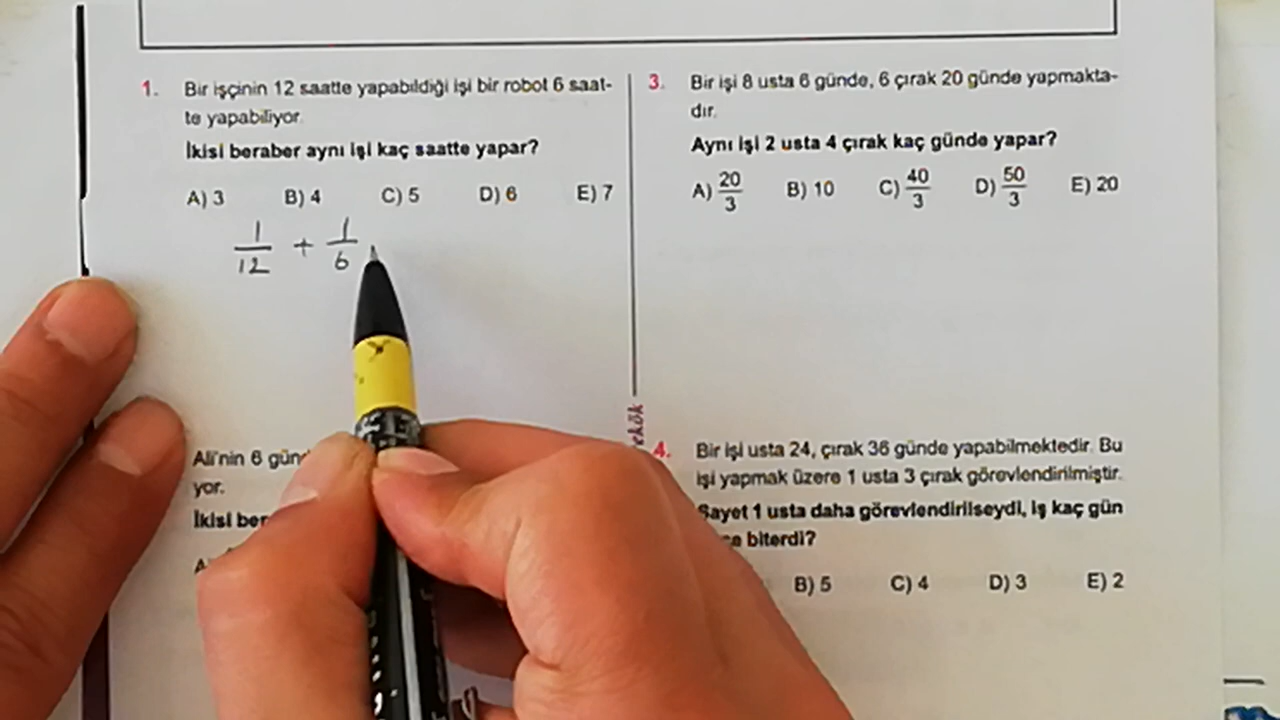 1. Bir işçinin 12 saatte yapabildiği işi bir robot 6 saat-
te yapabiliyor.
İkisi beraber aynı işi kaç saatte yapar?
A) 3 B) 4 C) 5 D) 6 E) 7
1/12 + 1/6
Ali'nin 6
yor.
İkisi
3. Bir işi 8 usta 6 günde, 6 çırak 20 günde yapmakta-
dır.
Aynı işi 2 usta 4 çırak kaç günde yapar?
A) 20/3 B) 10 C) 40/3 D) 50/3 E) 20
4. Bir işi usta 24, çırak 36 günde yapabilmektedir. Bu
işi yapmak üzere 1 usta 3 çırak görevlendirilmiştir.
Şayet 1 usta daha görevlendirilseydi, iş kaç gün
biterdi?
B) 5 C) 4 D) 3 E) 2